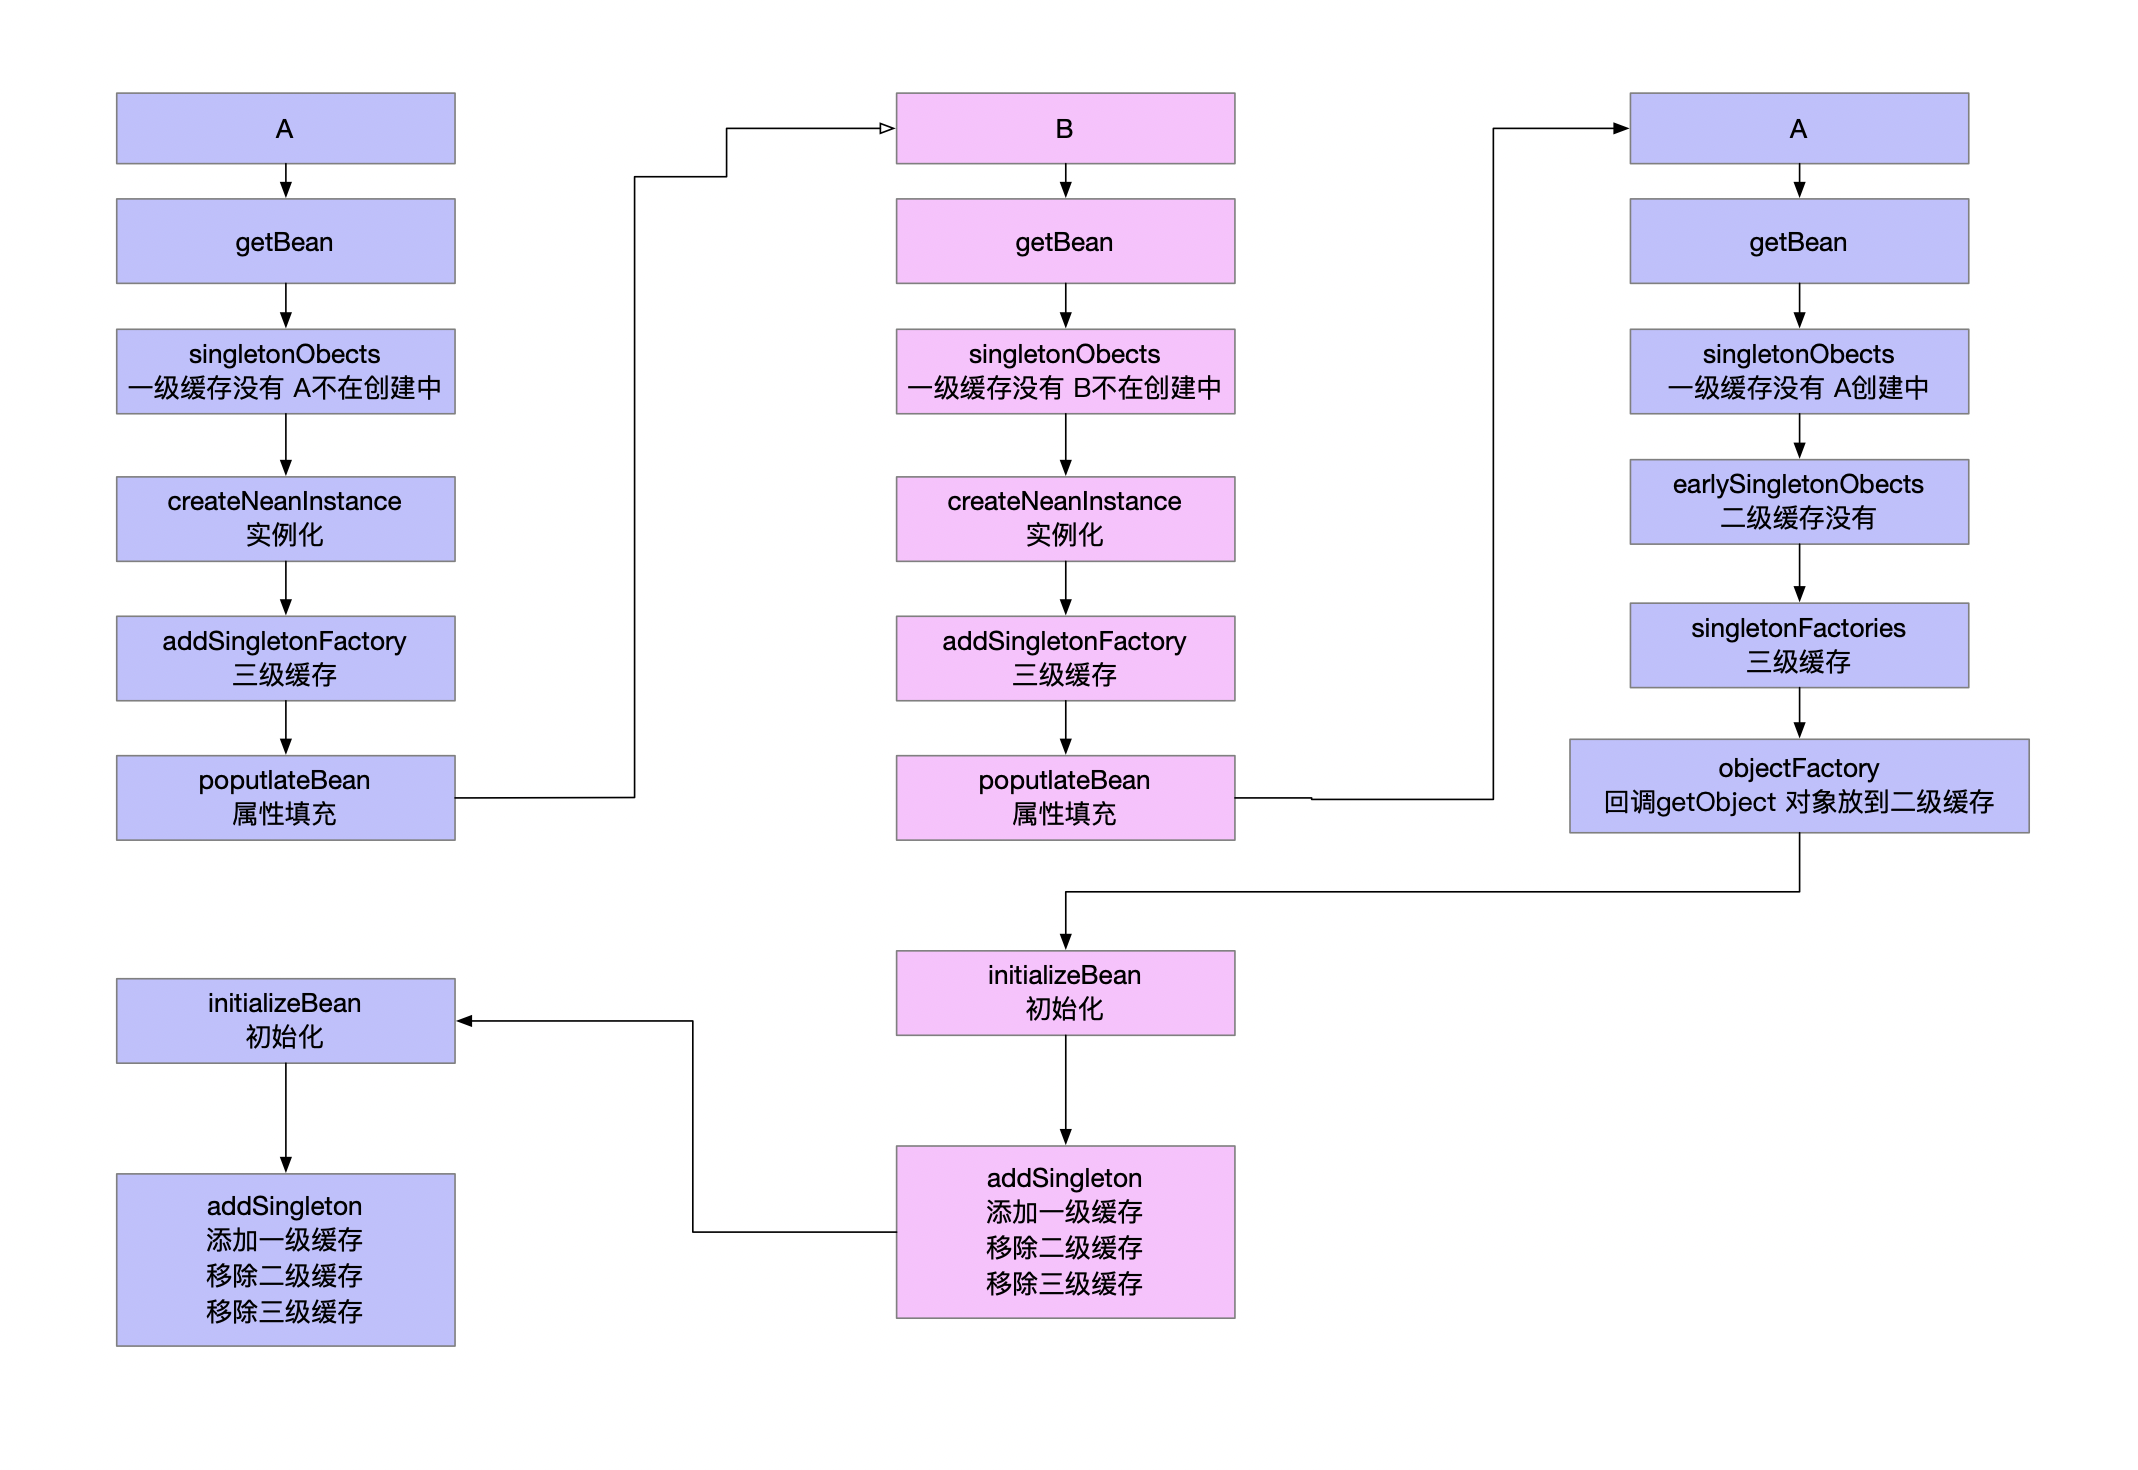 A
getBean
singletonObects
一级缓存没有 A不在创建中
createNeanInstance
实例化
addSingletonFactory
三级缓存
poputlateBean
属性填充
initializeBean
初始化
addSingleton
添加一级缓存
移除二级缓存
移除三级缓存
B
getBean
singletonObects
一级缓存没有 B不在创建中
createNeanInstance
实例化
addSingletonFactory
三级缓存
poputlateBean
属性填充
initializeBean
初始化
addSingleton
添加一级缓存
移除二级缓存
移除三级缓存
A
getBean
singletonObects
一级缓存没有 A创建中
earlySingletonObects
二级缓存没有
singletonFactories
三级缓存
objectFactory
回调getObject 对象放到二级缓存